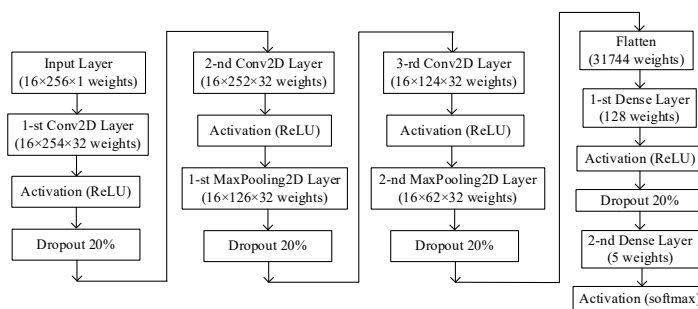 Input Layer
(16×256×1 weights)
1-st Conv2D Layer
(16×254×32 weights)
Activation (ReLU)
Dropout 20%
2-nd Conv2D Layer
(16×252×32 weights)
Activation (ReLU)
1-st MaxPooling2D Layer
(16×126×32 weights)
Dropout 20%
3-rd Conv2D Layer
(16×124×32 weights)
Activation (ReLU)
2-nd MaxPooling2D Layer
(16×62×32 weights)
Dropout 20%
Flatten
(31744 weights)
1-st Dense Layer
(128 weights)
Activation (ReLU)
Dropout 20%
2-nd Dense Layer
(5 weights)
Activation (softmax)